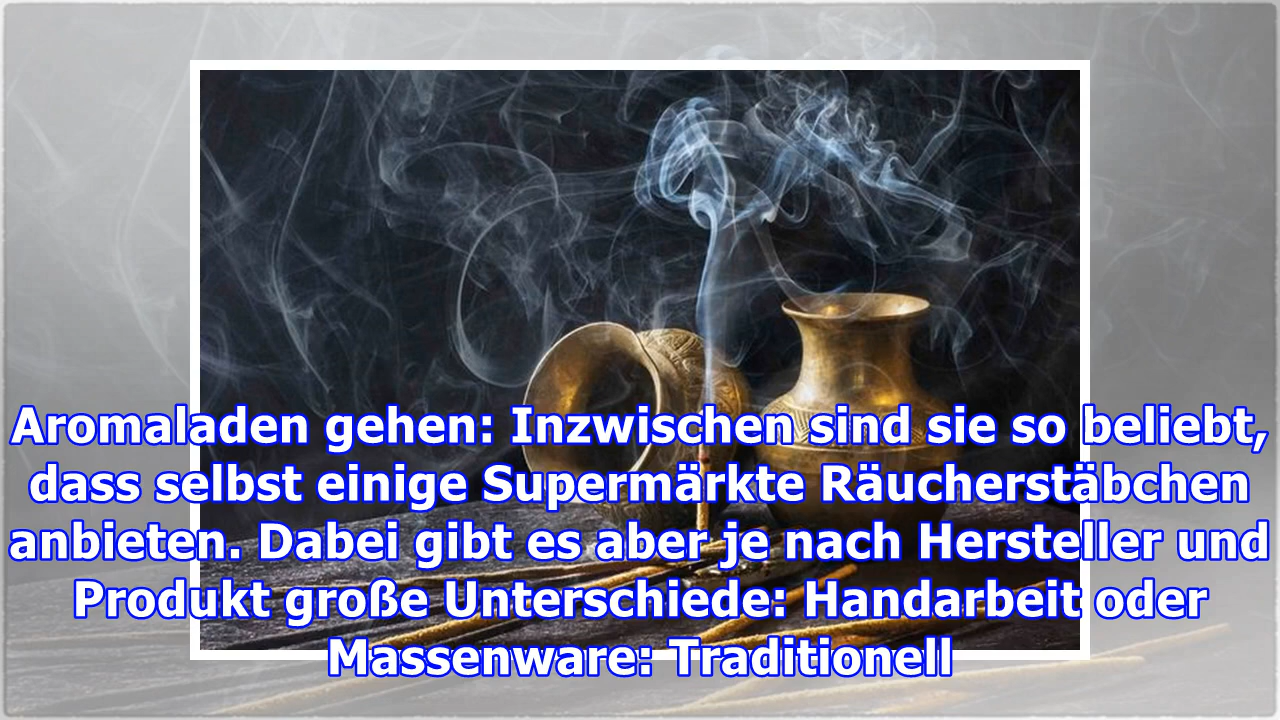 Aromaladen gehen: Inzwischen sind sie so beliebt,
dass selbst einige Supermärkte Räucherstäbchen
anbieten. Dabei gibt es aber je nach Hersteller und
Produkt große Unterschiede: Handarbeit oder
Massenware: Traditionell